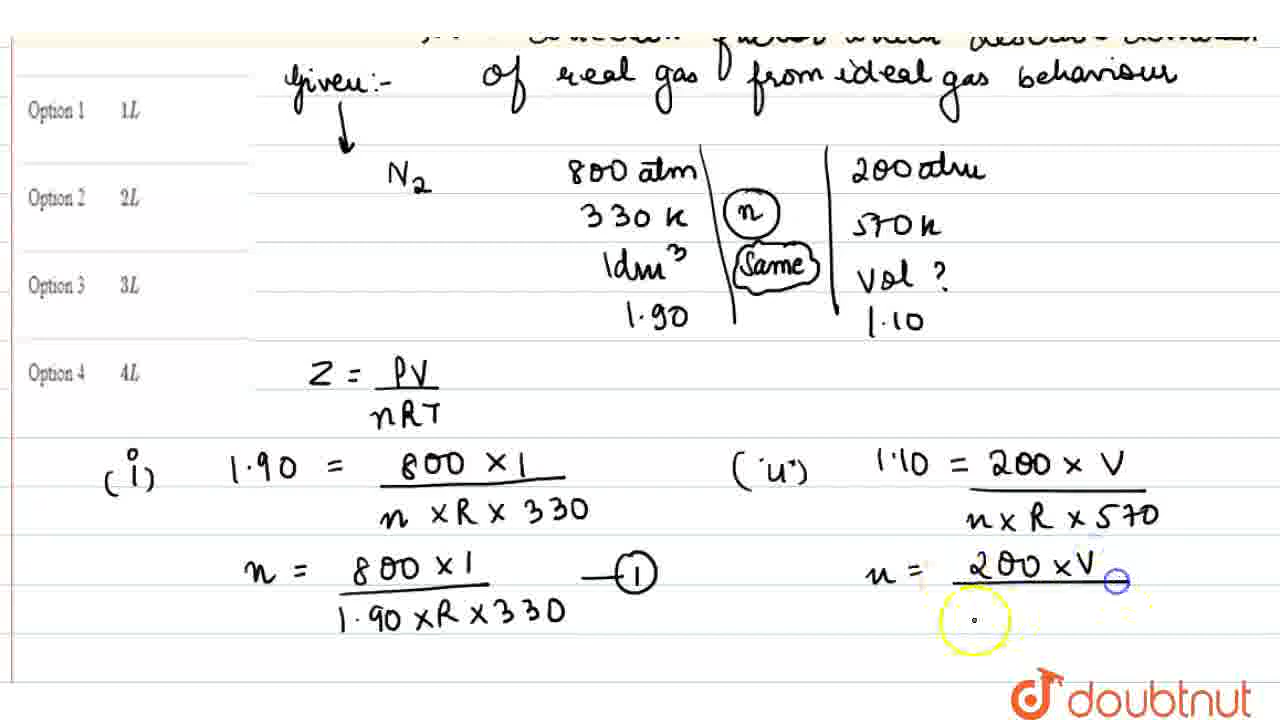 Given:- of real gas from ideal gas behaviour
Option 1 1L
N2 800 atm 200 atm
Option 2 2L
330 K n 570 K
1dm³ Same Vol ?
Option 3 3L
1.90 1.10
Option 4 4L
Z = PV
nRT
(i) 1.90 = 800 × 1
n × R × 330
(ii) 1.10 = 200 × V
n × R × 570
n = 800 × 1 — 1
1.90 × R × 330
n = 200 × V
doubtnut